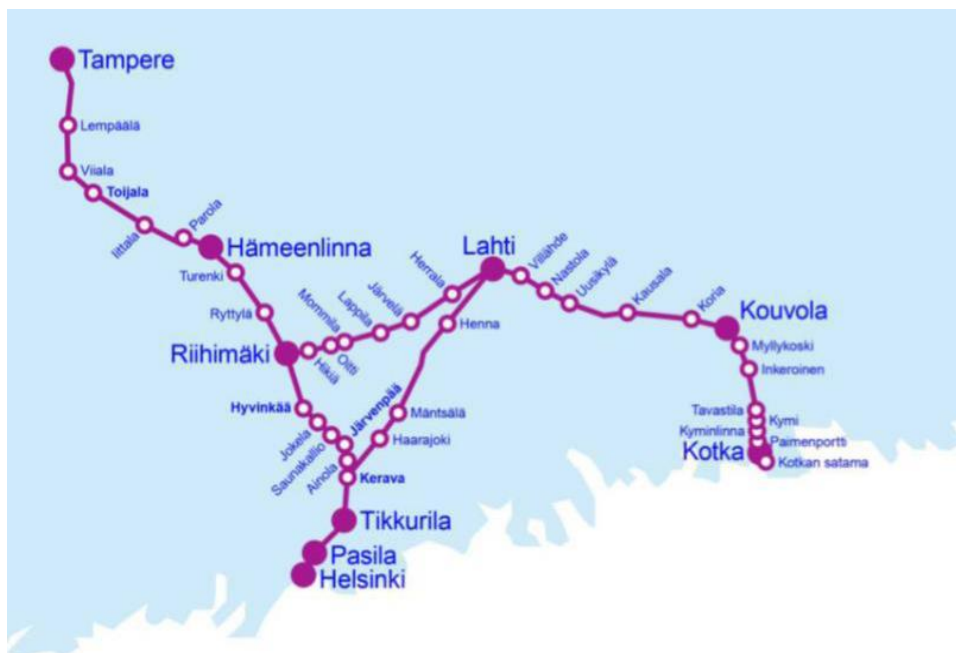 Tampere
Lempäälä
Viiala
Toijala
Iittala
Parola
Hämeenlinna
Turenki
Ryttylä
Riihimäki
Hikiä
Mommila
Oitti
Lappila
Järvelä
Herrala
Lahti
Villähde
Nastola
Uusikylä
Kausala
Koria
Kouvola
Myllykoski
Inkeroinen
Tavastila
Kymi
Kyminlinna
Paimenportti
Kotka
Kotkan satama
Henna
Mäntsälä
Haarajoki
Hyvinkää
Jokela
Saunakallio
Järvenpää
Ainola
Kerava
Tikkurila
Pasila
Helsinki